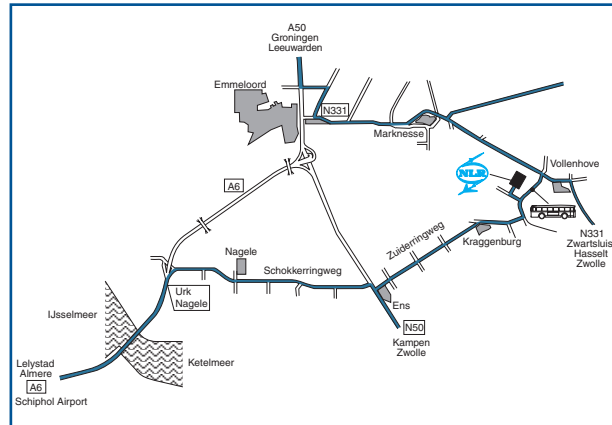 A50
Groningen
Leeuwarden
Emmeloord
N331
Marknesse
Vollenhove
NLR
A6
N331
Zwartsluis
Hasselt
Zwolle
Kraggenburg
Zuiderringweg
Nagele
Schokkerringweg
Urk
Nagele
Ens
IJsselmeer
N50
Kampen
Zwolle
Ketelmeer
Lelystad
Almere
A6
Schiphol Airport